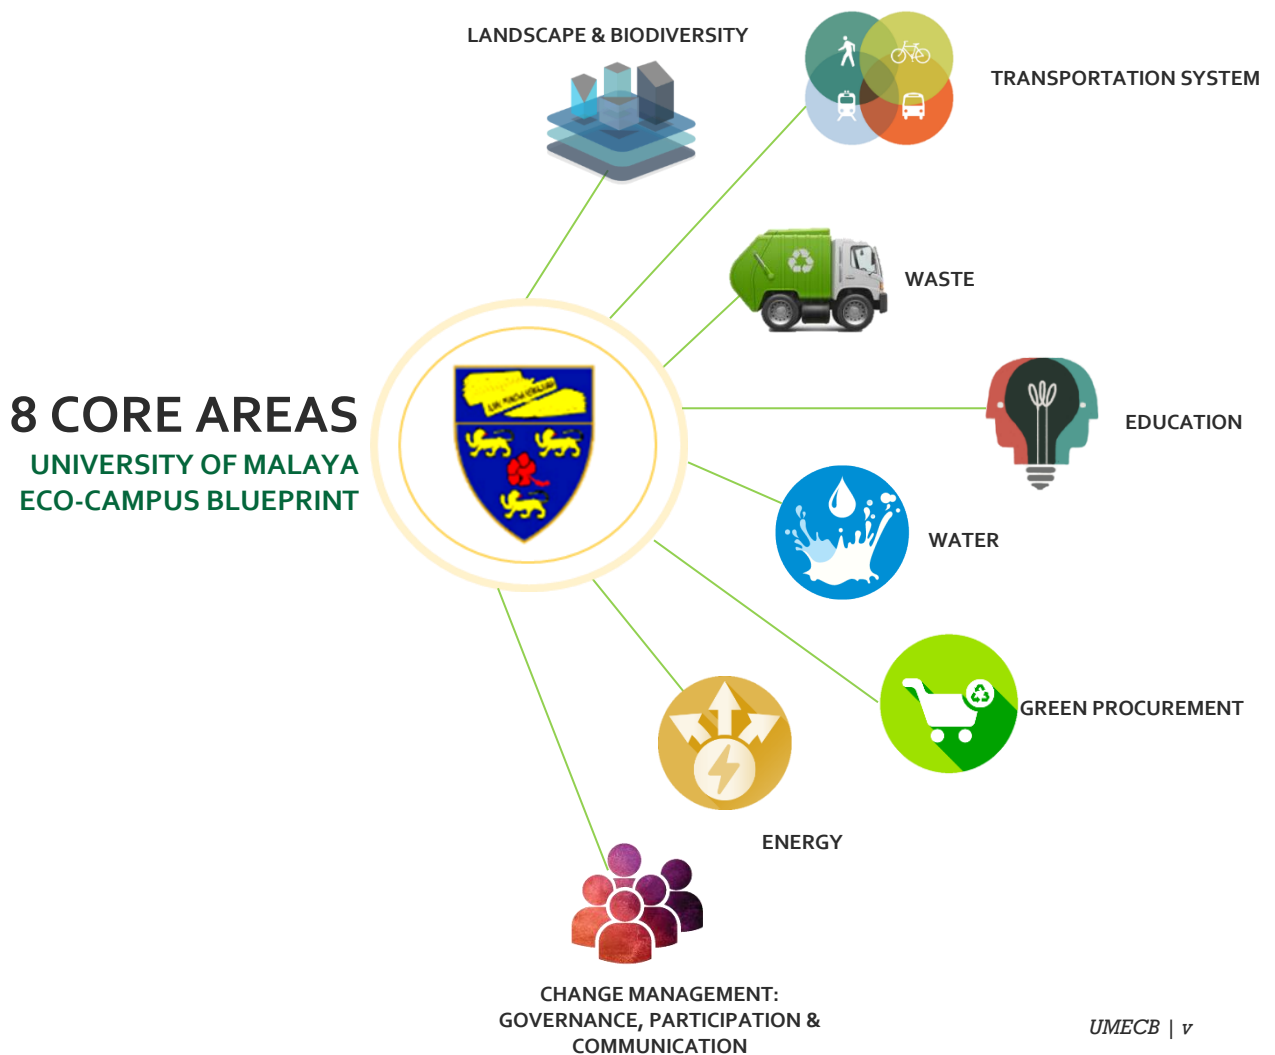 LANDSCAPE & BIODIVERSITY
TRANSPORTATION SYSTEM
WASTE
8 CORE AREAS
UNIVERSITY OF MALAYA
ECO-CAMPUS BLUEPRINT
EDUCATION
WATER
GREEN PROCUREMENT
ENERGY
CHANGE MANAGEMENT:
GOVERNANCE, PARTICIPATION &
COMMUNICATION
UMECB | v